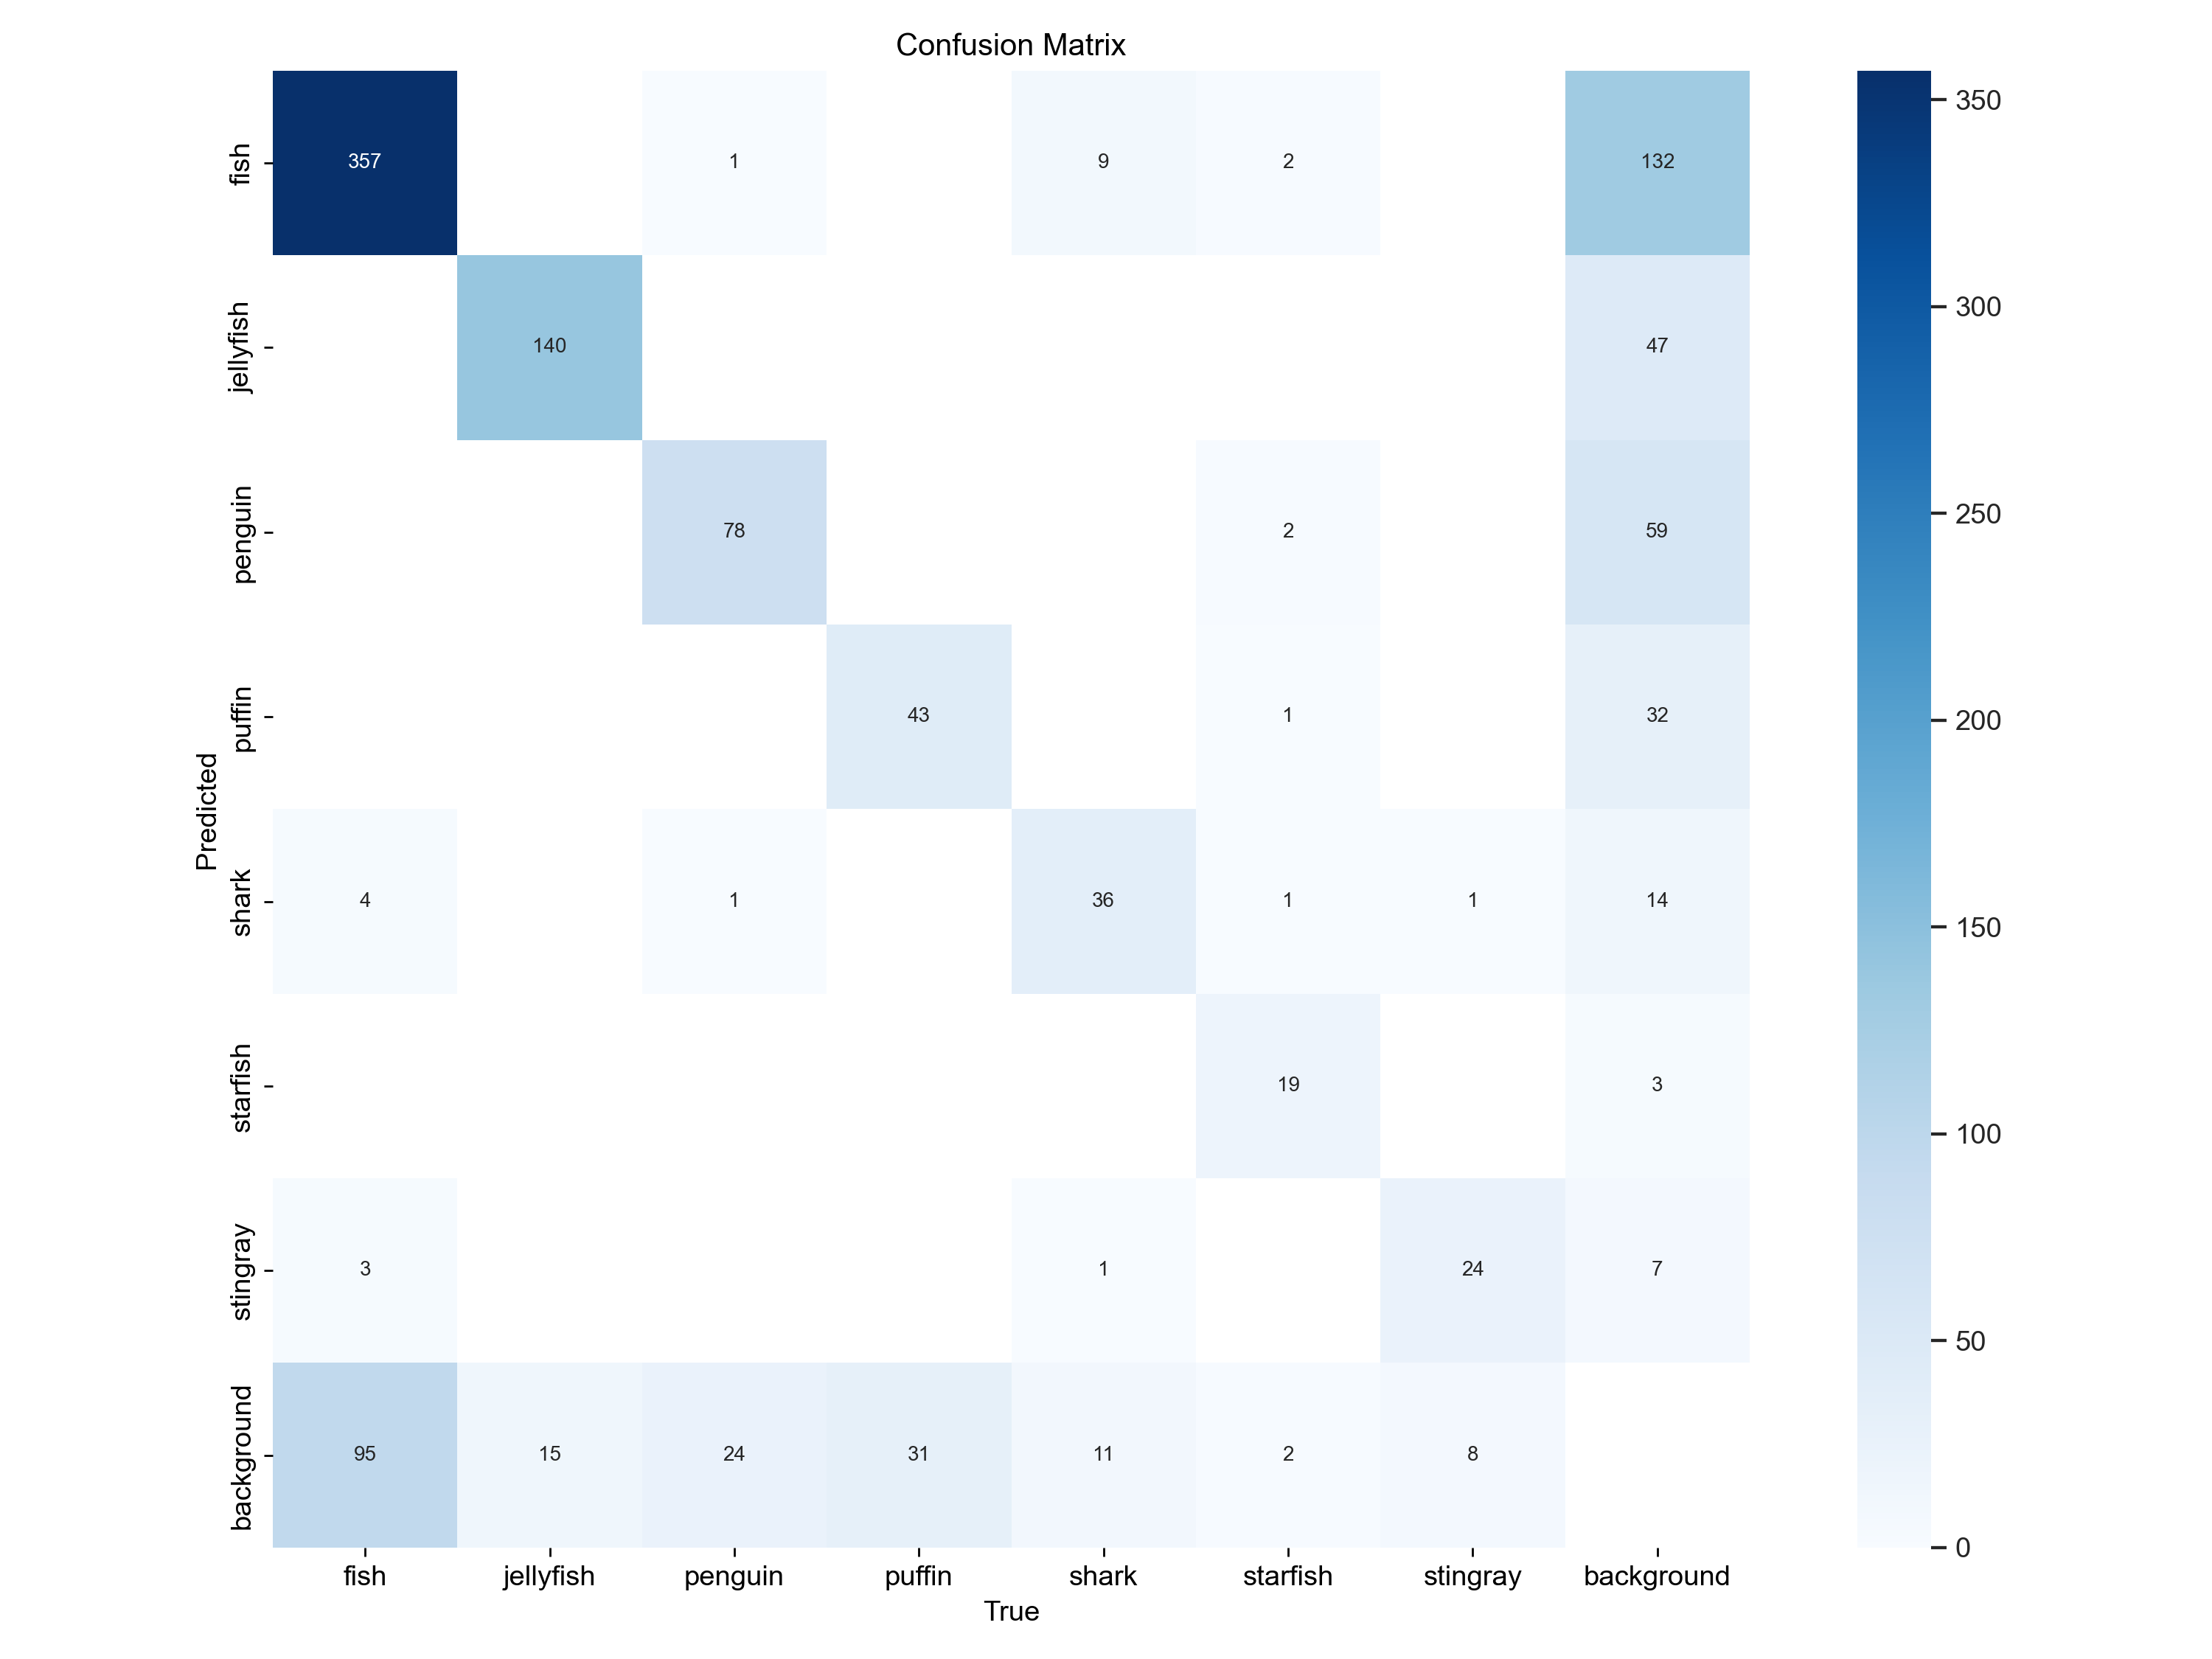 Confusion Matrix
fish 357 1 9 2 132
jellyfish 140 47
penguin 78 2 59
puffin 43 1 32
shark 4 1 36 1 1 14
starfish 19 3
stingray 3 1 24 7
background 95 15 24 31 11 2 8
fish jellyfish penguin puffin shark starfish stingray background
True
Predicted
350
300
250
200
150
100
50
0